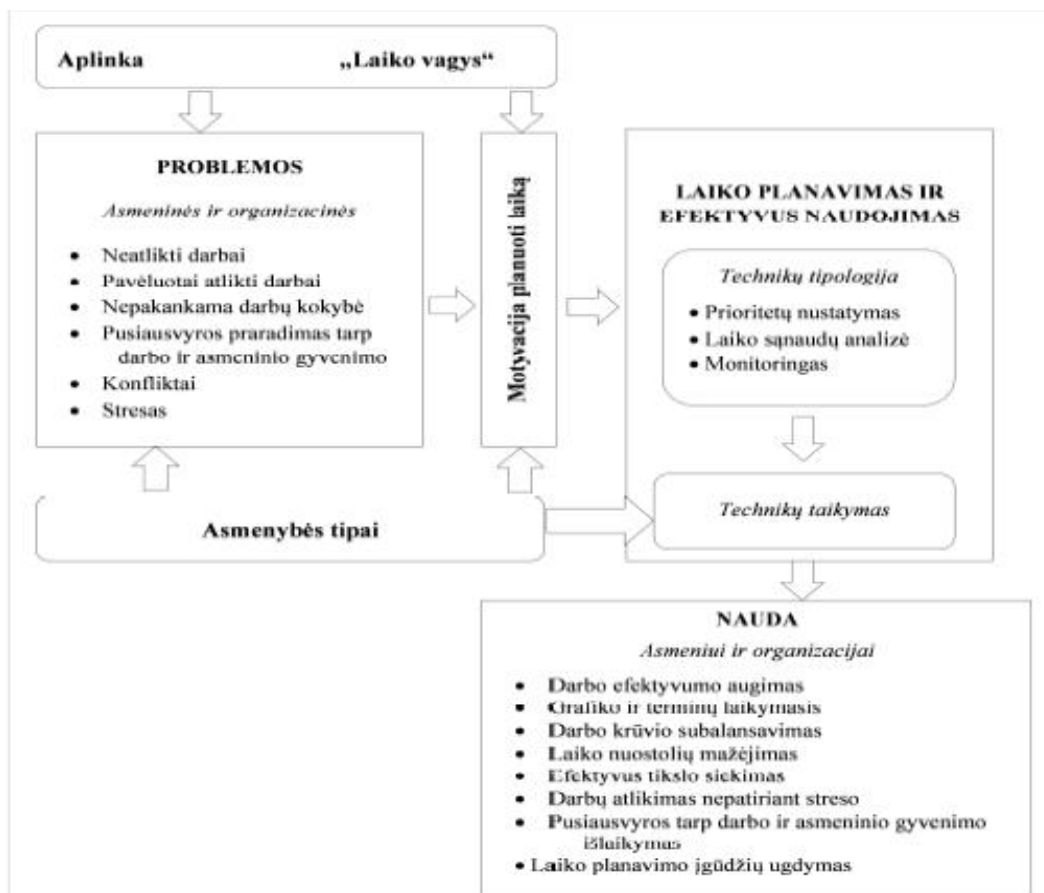 Aplinka „Laiko vagys“
PROBLEMOS
Asmeninės ir organizacinės
• Neatlikti darbai
• Pavėluotai atlikti darbai
• Nepakankama darbų kokybė
• Pusiausvyros praradimas tarp
darbo ir asmeninio gyvenimo
• Konfliktai
• Stresas
Motyvacija planuoti laiką
LAIKO PLANAVIMAS IR
EFEKTYVUS NAUDOJIMAS
Technikų tipologija
• Prioritetų nustatymas
• Laiko sąnaudų analizė
• Monitoringas
Technikų taikymas
Asmenybės tipai
NAUDA
Asmeniui ir organizacijai
• Darbo efektyvumo augimas
• Grafiko ir terminų laikymasis
• Darbo krūvio subalansavimas
• Laiko nuostolių mažėjimas
• Efektyvus tikslo siekimas
• Darbų atlikimas nepatiriant streso
• Pusiausvyros tarp darbo ir asmeninio gyvenimo
išlaikymas
• Laiko planavimo įgūdžių ugdymas